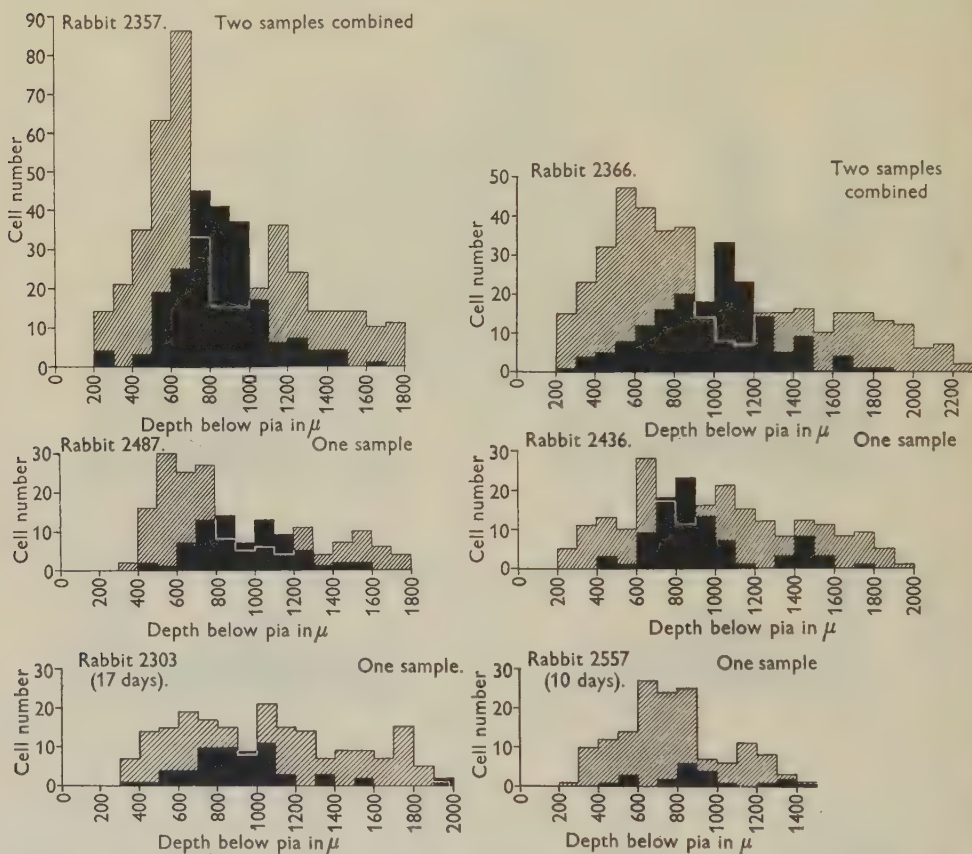 Rabbit 2357. Two samples combined
90
80
70
60
50
40
30
20
10
0
Cell number
0 200 400 600 800 1000 1200 1400 1600 1800
Depth below pia in μ
Rabbit 2366. Two samples
combined
50
40
30
20
10
0
Cell number
0 200 400 600 800 1000 1200 1400 1600 1800 2000 2200
Depth below pia in μ
Rabbit 2487. One sample
30
20
10
0
Cell number
0 200 400 600 800 1000 1200 1400 1600 1800
Depth below pia in μ
Rabbit 2436. One sample
30
20
10
0
Cell number
0 200 400 600 800 1000 1200 1400 1600 1800 2000
Depth below pia in μ
Rabbit 2303 One sample.
(17 days).
30
20
10
0
Cell number
0 200 400 600 800 1000 1200 1400 1600 1800 2000
Depth below pia in μ
Rabbit 2557 One sample
(10 days).
30
20
10
0
Cell number
0 200 400 600 800 1000 1200 1400
Depth below pia in μ